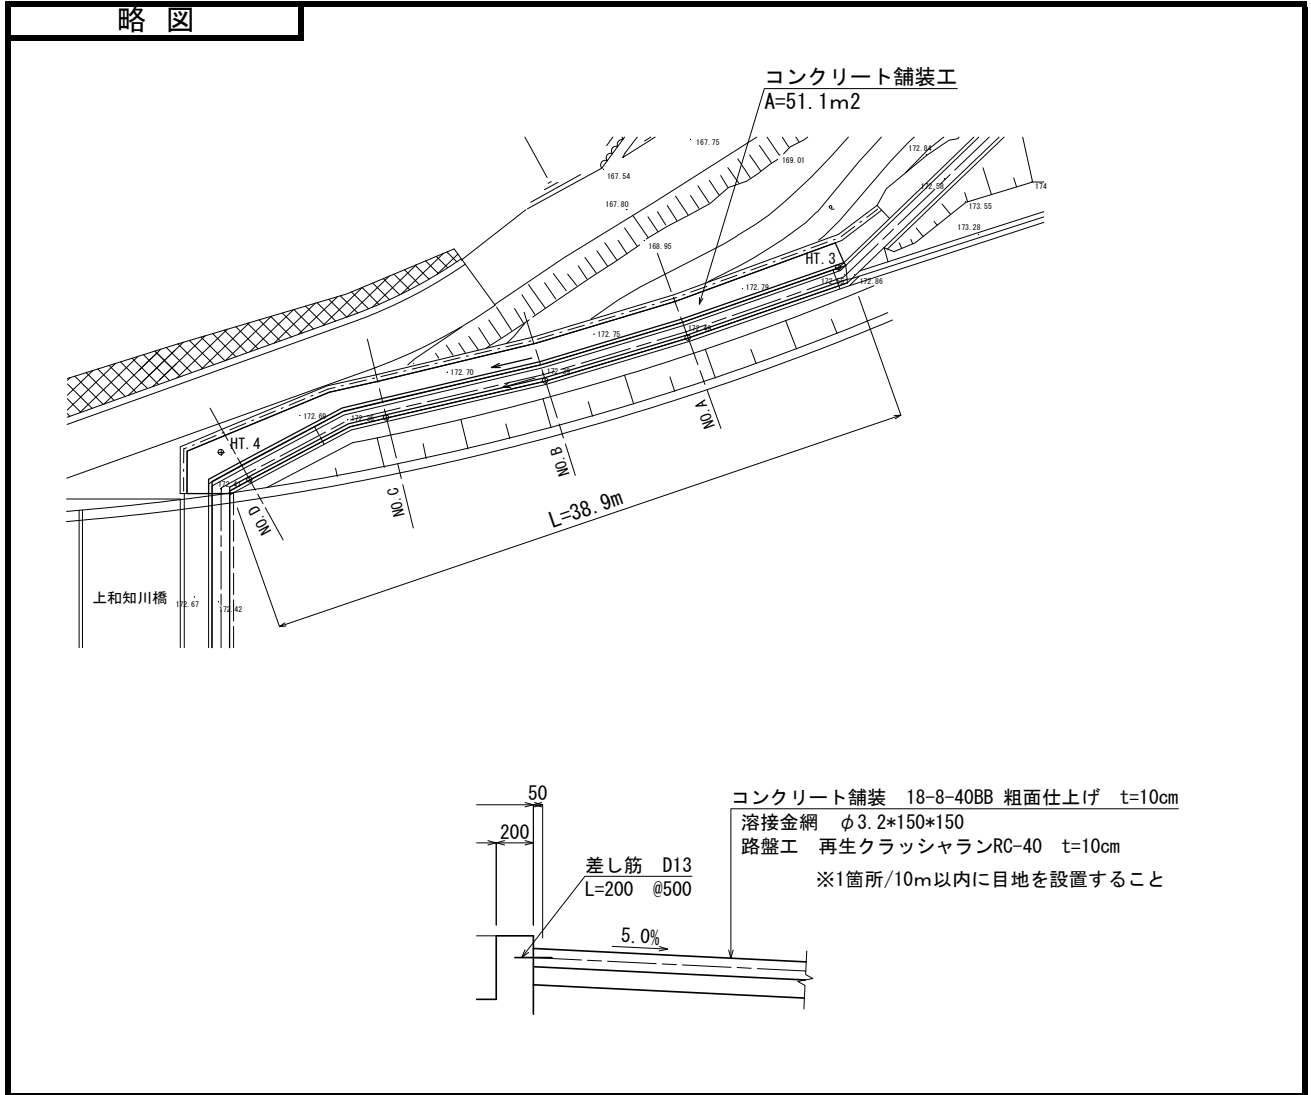 略 図
コンクリート舗装工
A=51.1m2
167.75
172.84
169.01
167.54
172.58
174
167.80
173.55
173.28
168.95
HT.3
172.86
172.79
172.75
172.70
172.69
HT.4
NO.A
NO.B
NO.C
NO.D
L=38.9m
上和知川橋
172.67
172.42
50
コンクリート舗装 18-8-40BB 粗面仕上げ t=10cm
溶接金網 φ3.2*150*150
200
路盤工 再生クラッシャランRC-40 t=10cm
差し筋 D13
※1箇所/10m以内に目地を設置すること
L=200 @500
5.0%